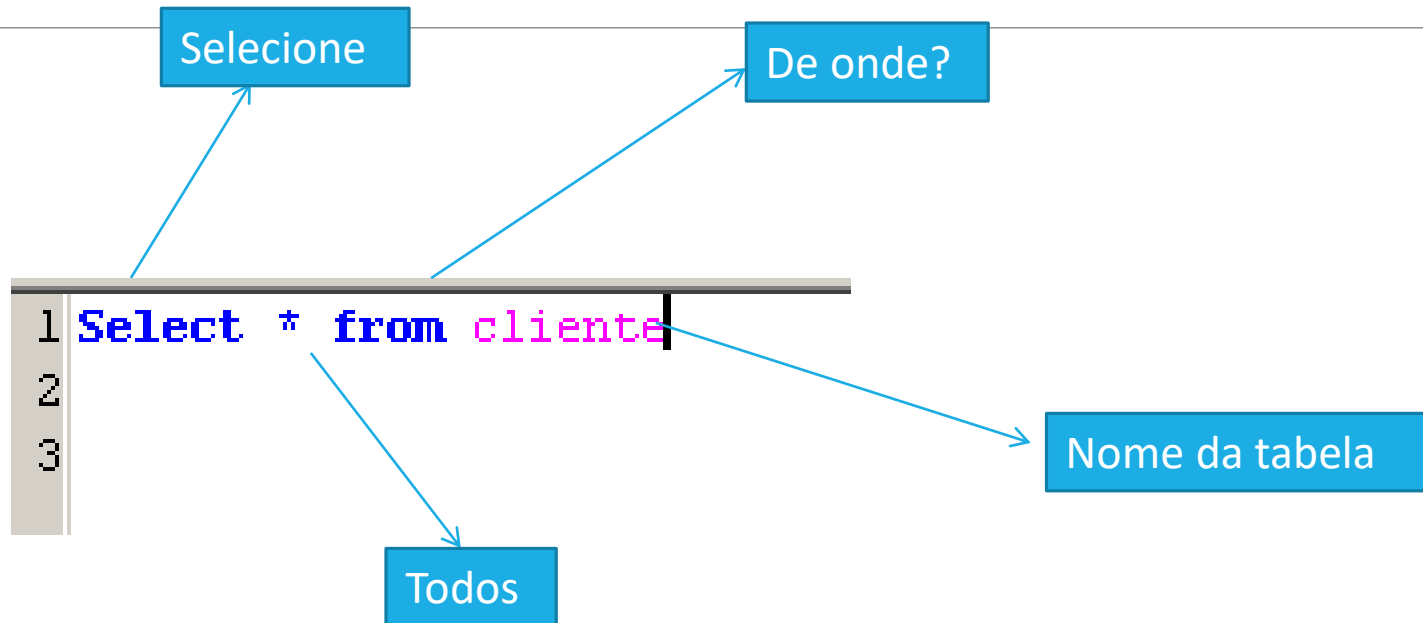 Selecione
De onde?
1 Select * from cliente
2
3
Nome da tabela
Todos